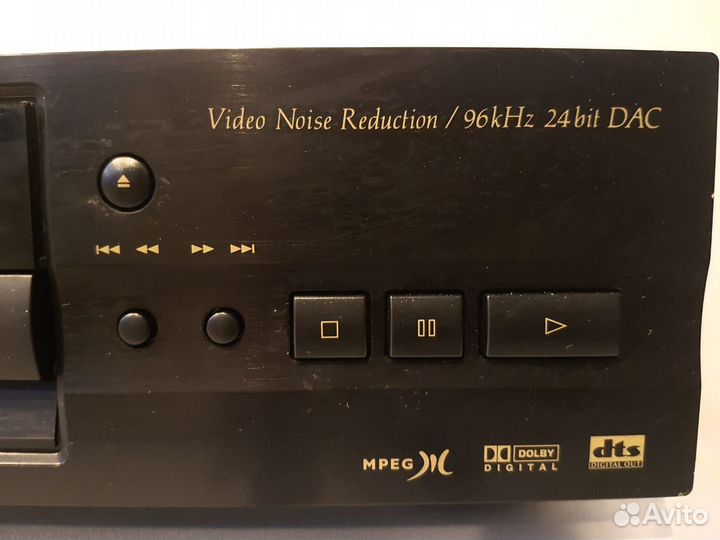 Video Noise Reduction / 96kHz 24bit DAC
MPEG
DOLBY
DIGITAL
dts
DIGITAL OUT
Avito